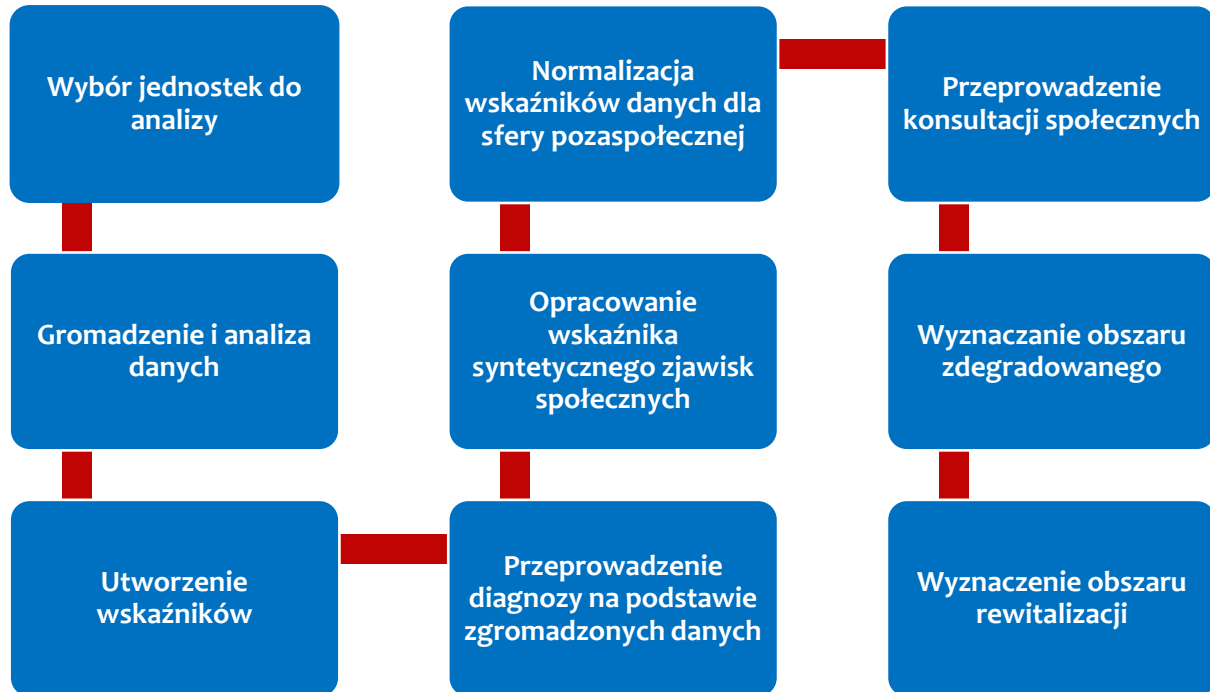 Wybór jednostek do
analizy
Gromadzenie i analiza
danych
Utworzenie
wskaźników
Przeprowadzenie
diagnozy na podstawie
zgromadzonych danych
Opracowanie
wskaźnika
syntetycznego zjawisk
społecznych
Normalizacja
wskaźników danych dla
sfery pozaspołecznej
Przeprowadzenie
konsultacji społecznych
Wyznaczanie obszaru
zdegradowanego
Wyznaczenie obszaru
rewitalizacji